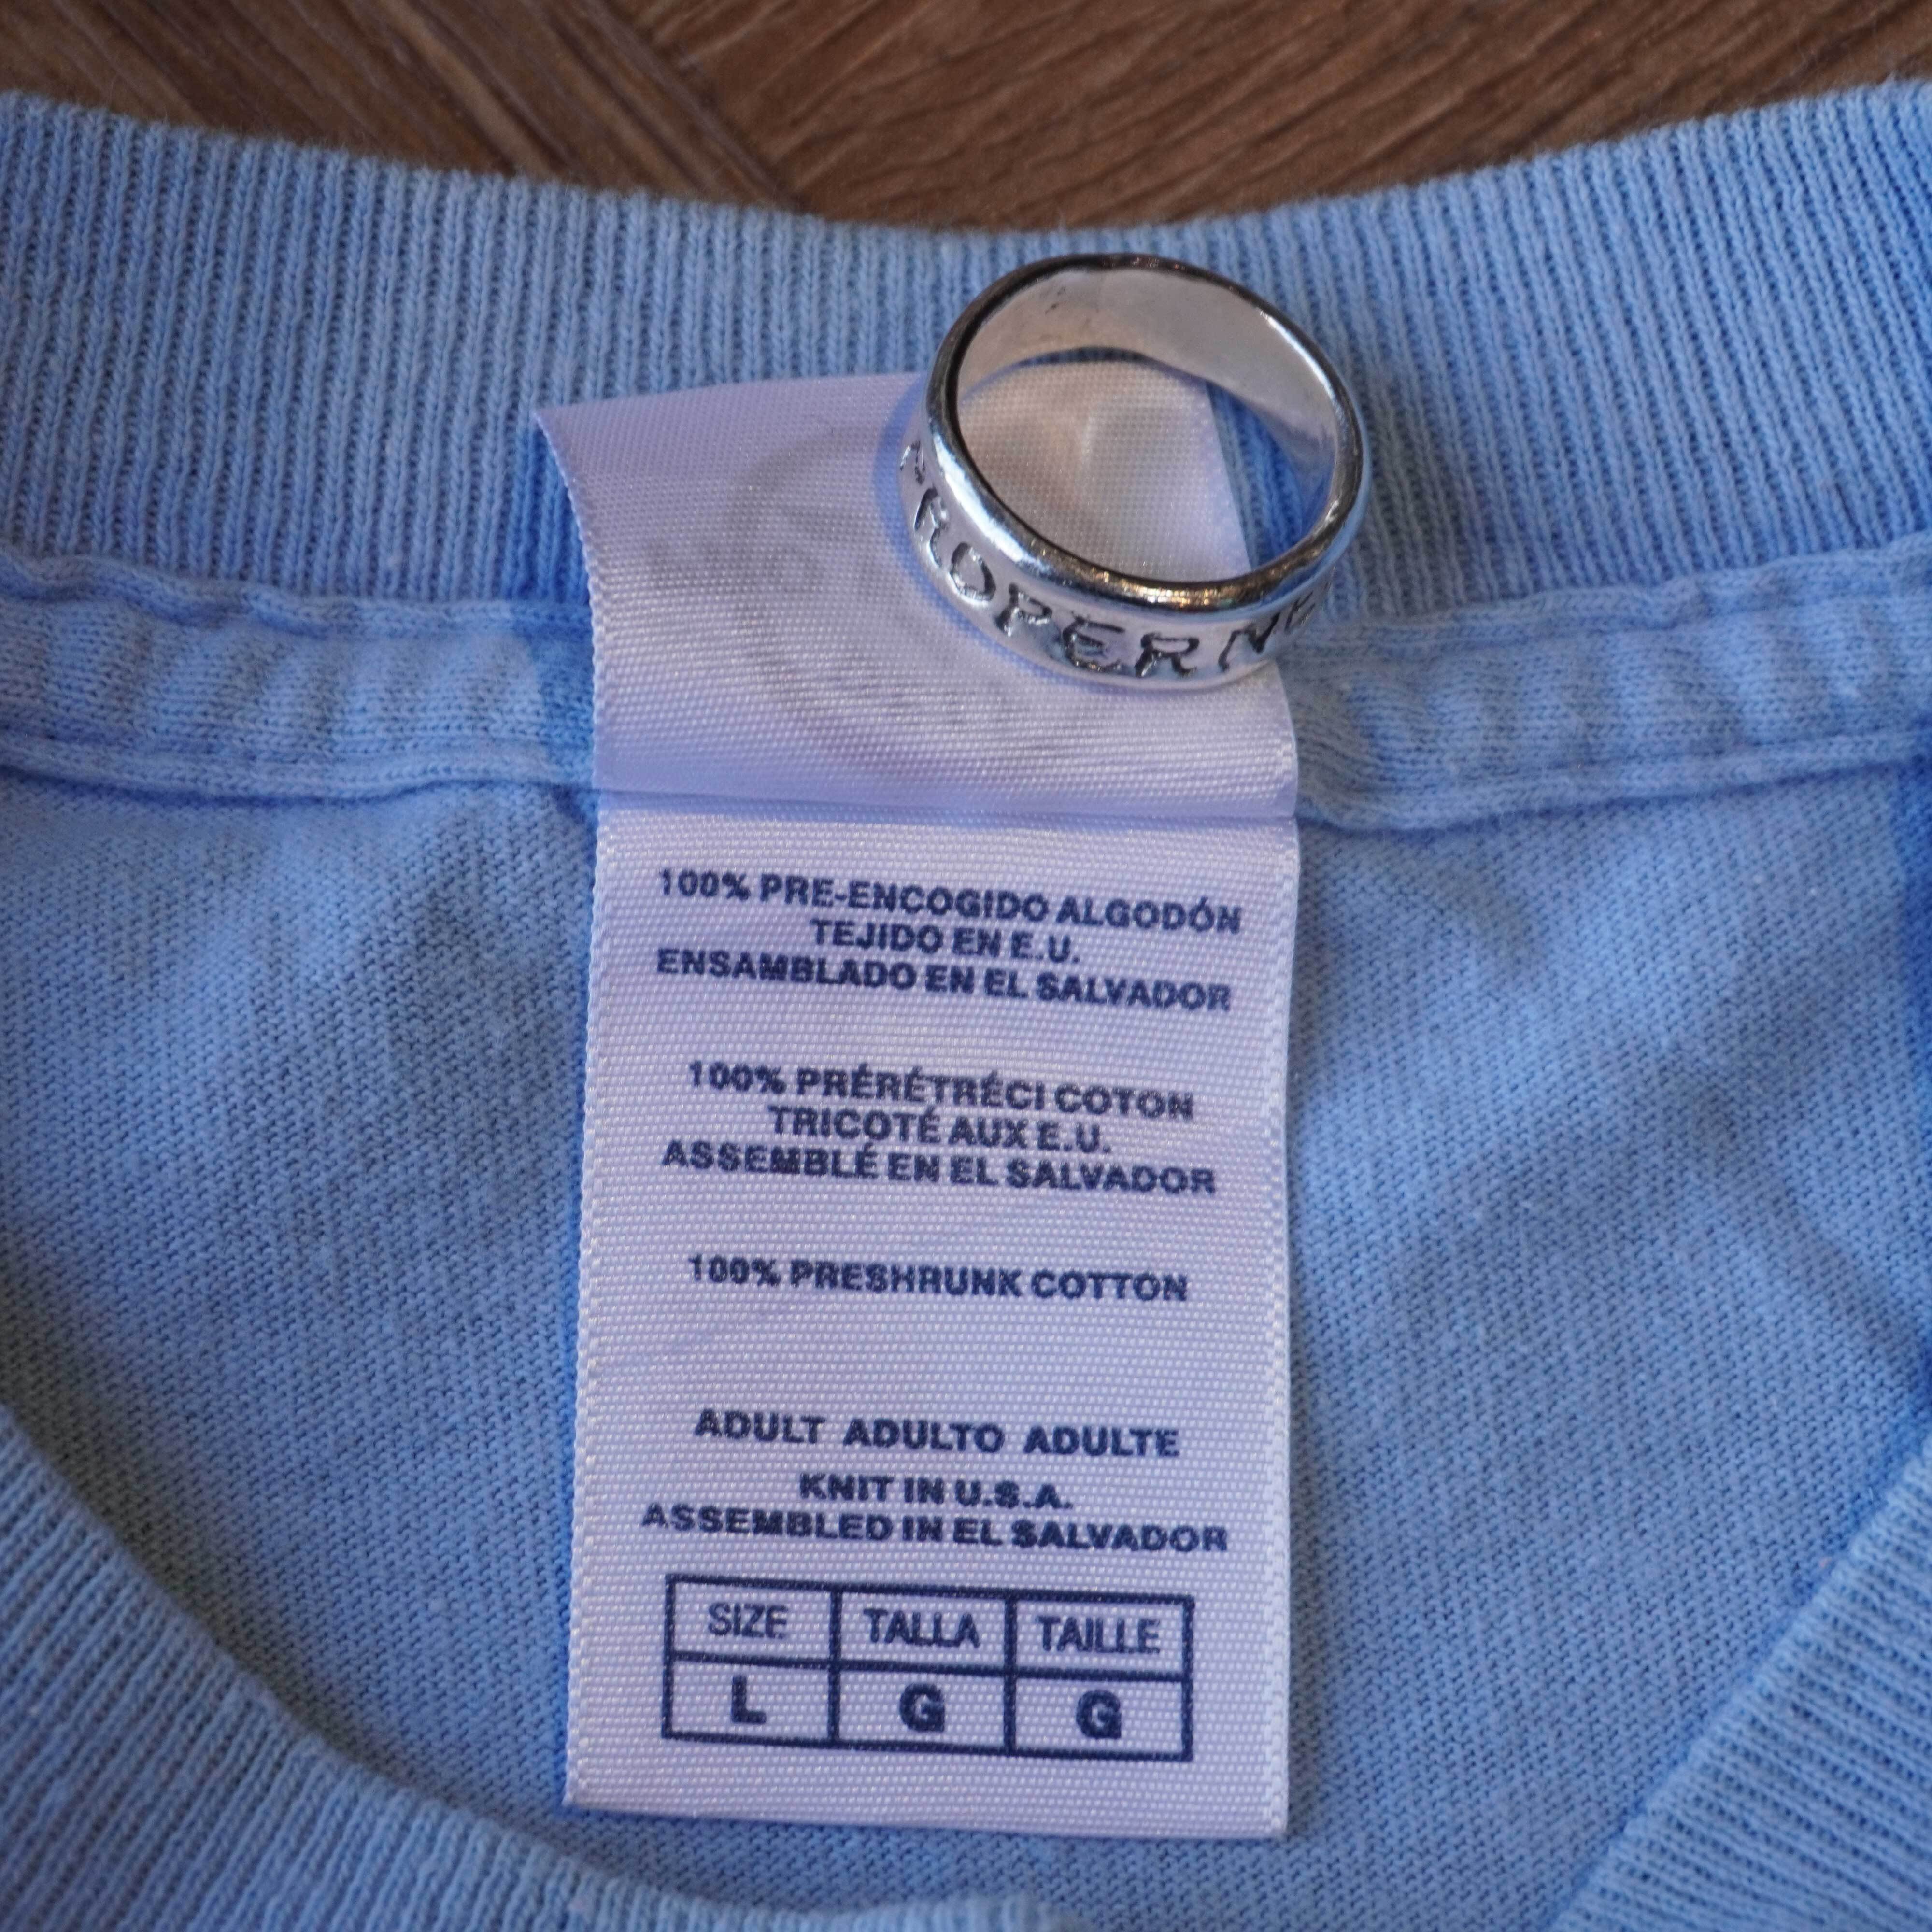 ROPERN
100% PRE-ENCOGIDO ALGODÓN
TEJIDO EN E.U.
ENSAMBLADO EN EL SALVADOR
100% PRÉRÉTRÉCI COTON
TRICOTÉ AUX E.U.
ASSEMBLÉ EN EL SALVADOR
100% PRESHRUNK COTTON
ADULT ADULTO ADULTE
KNIT IN U.S.A.
ASSEMBLED IN EL SALVADOR
SIZE TALLA TAILLE
L G G